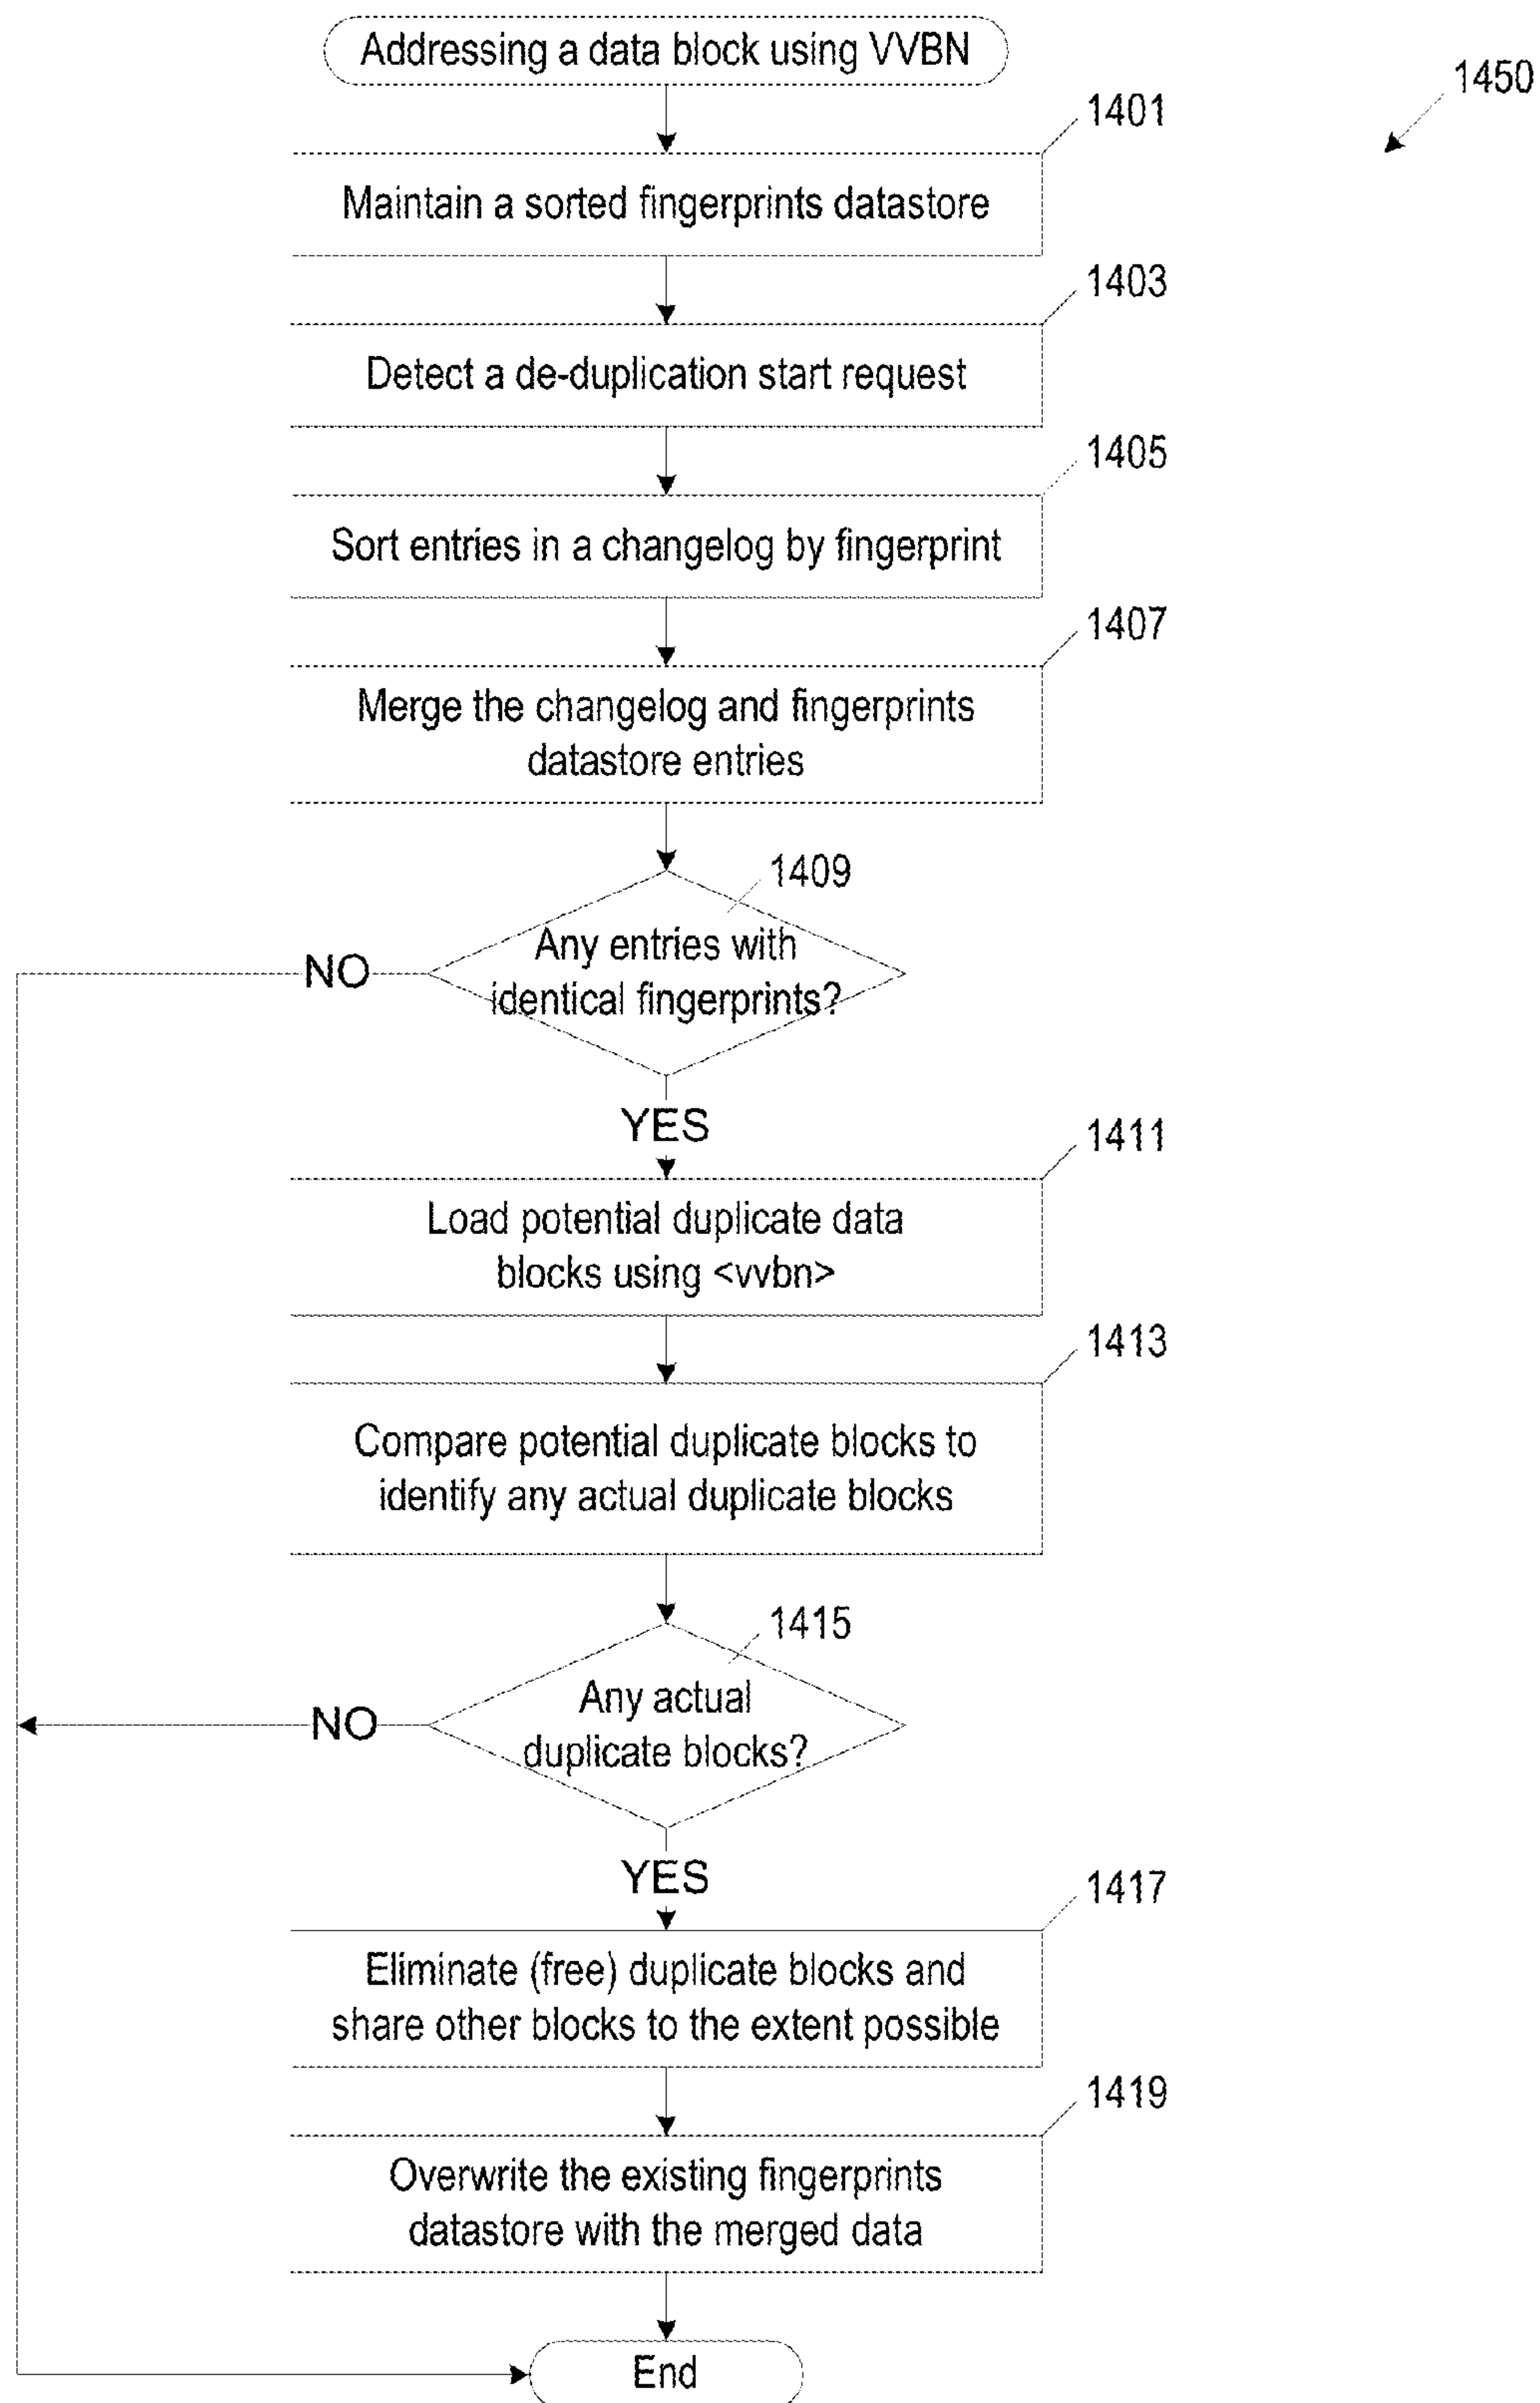 Addressing a data block using VVBN
1450
1401
Maintain a sorted fingerprints datastore
1403
Detect a de-duplication start request
1405
Sort entries in a changelog by fingerprint
1407
Merge the changelog and fingerprints
datastore entries
1409
Any entries with
identical fingerprints?
NO
YES
1411
Load potential duplicate data
blocks using <vvbn>
1413
Compare potential duplicate blocks to
identify any actual duplicate blocks
1415
Any actual
duplicate blocks?
NO
YES
1417
Eliminate (free) duplicate blocks and
share other blocks to the extent possible
1419
Overwrite the existing fingerprints
datastore with the merged data
End